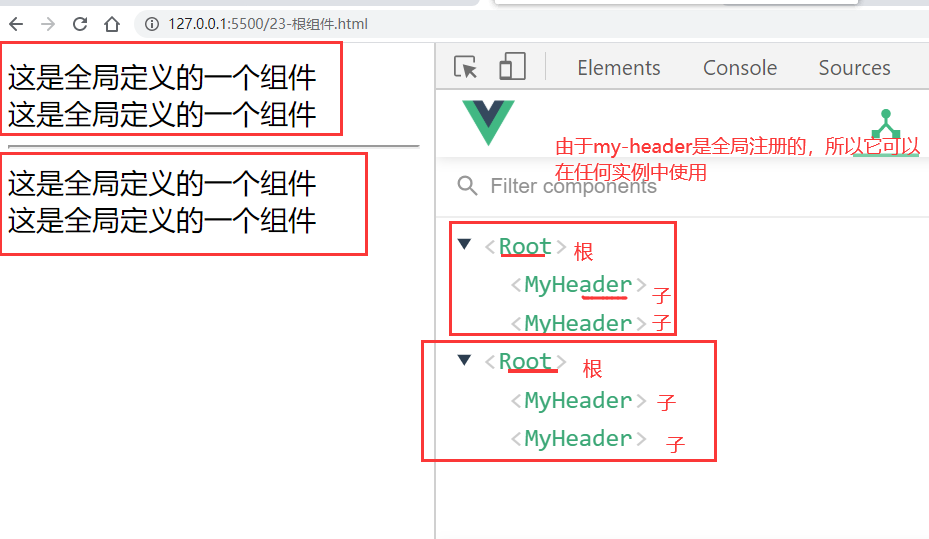 127.0.0.1:5500/23-根组件.html
这是全局定义的一个组件
这是全局定义的一个组件
这是全局定义的一个组件
这是全局定义的一个组件
Elements Console Sources
由于my-header是全局注册的，所以它可以
在任何实例中使用
Filter components
<Root> 根
<MyHeader> 子
<MyHeader> 子
<Root> 根
<MyHeader> 子
<MyHeader> 子